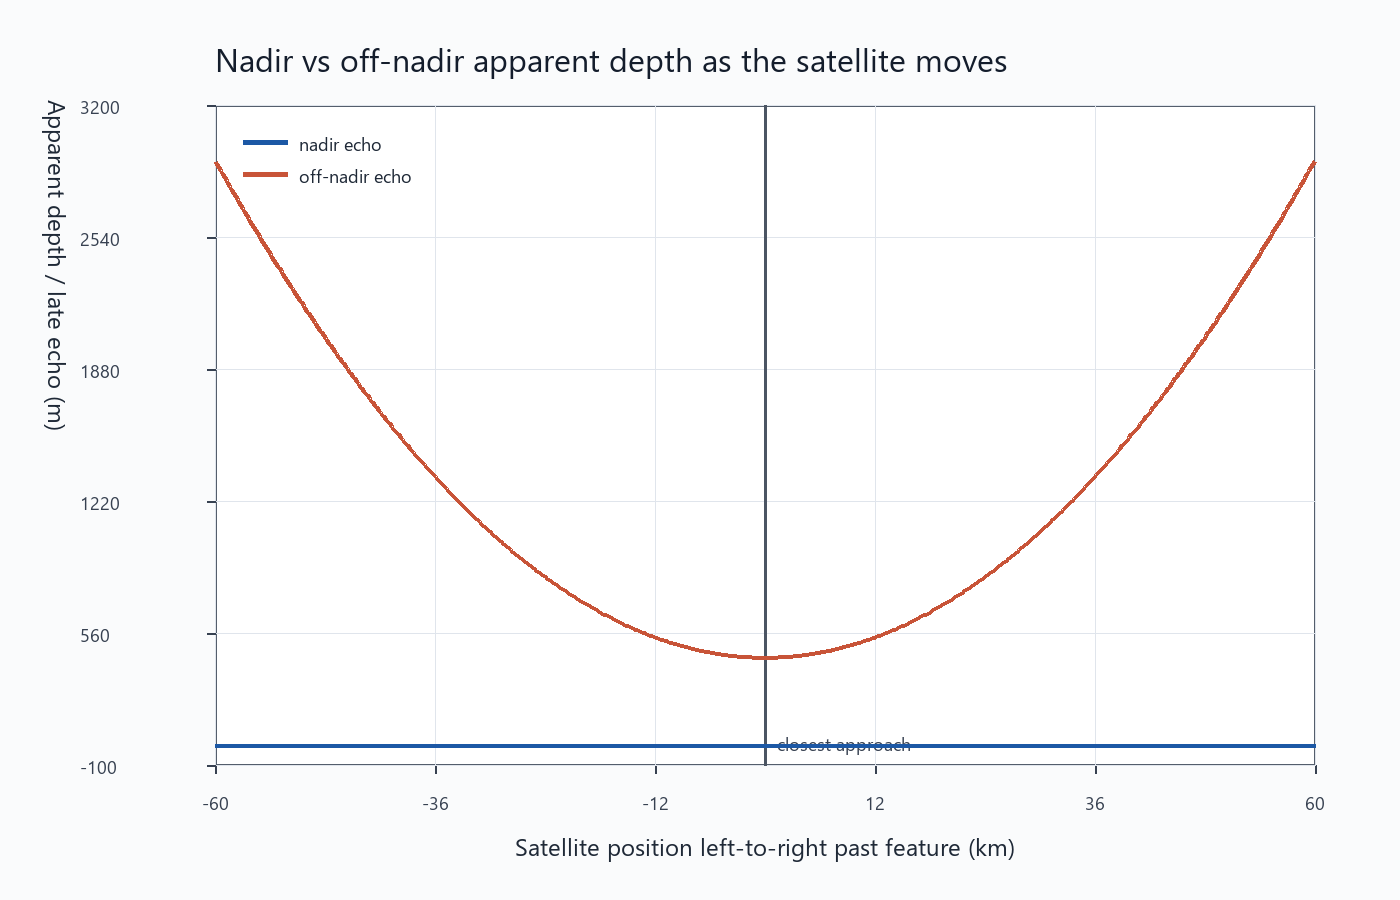 Nadir vs off-nadir apparent depth as the satellite moves
Apparent depth / late echo (m)
3200
2540
1880
1220
560
-100
nadir echo
off-nadir echo
closest approach
-60
-36
-12
12
36
60
Satellite position left-to-right past feature (km)